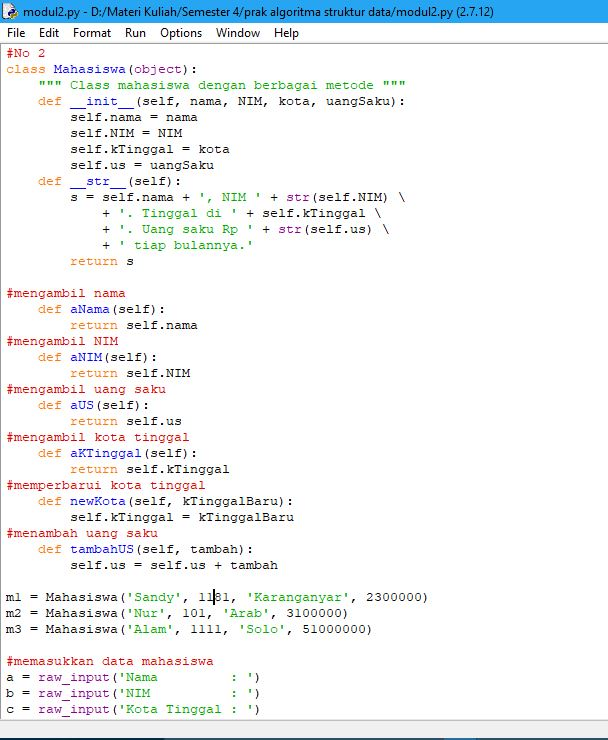 modul2.py - D:/Materi Kuliah/Semester 4/prak algoritma struktur data/modul2.py (2.7.12)
File Edit Format Run Options Window Help
#No 2
class Mahasiswa(object):
    """ Class mahasiswa dengan berbagai metode """
    def __init__(self, nama, NIM, kota, uangSaku):
        self.nama = nama
        self.NIM = NIM
        self.kTinggal = kota
        self.us = uangSaku
    def __str__(self):
        s = self.nama + ', NIM ' + str(self.NIM) \
            + '. Tinggal di ' + self.kTinggal \
            + '. Uang saku Rp ' + str(self.us) \
            + ' tiap bulannya.'
        return s

#mengambil nama
    def aNama(self):
        return self.nama
#mengambil NIM
    def aNIM(self):
        return self.NIM
#mengambil uang saku
    def aUS(self):
        return self.us
#mengambil kota tinggal
    def aKTinggal(self):
        return self.kTinggal
#memperbarui kota tinggal
    def newKota(self, kTinggalBaru):
        self.kTinggal = kTinggalBaru
#menambah uang saku
    def tambahUS(self, tambah):
        self.us = self.us + tambah

m1 = Mahasiswa('Sandy', 1181, 'Karanganyar', 2300000)
m2 = Mahasiswa('Nur', 101, 'Arab', 3100000)
m3 = Mahasiswa('Alam', 1111, 'Solo', 51000000)

#memasukkan data mahasiswa
a = raw_input('Nama         : ')
b = raw_input('NIM          : ')
c = raw_input('Kota Tinggal : ')